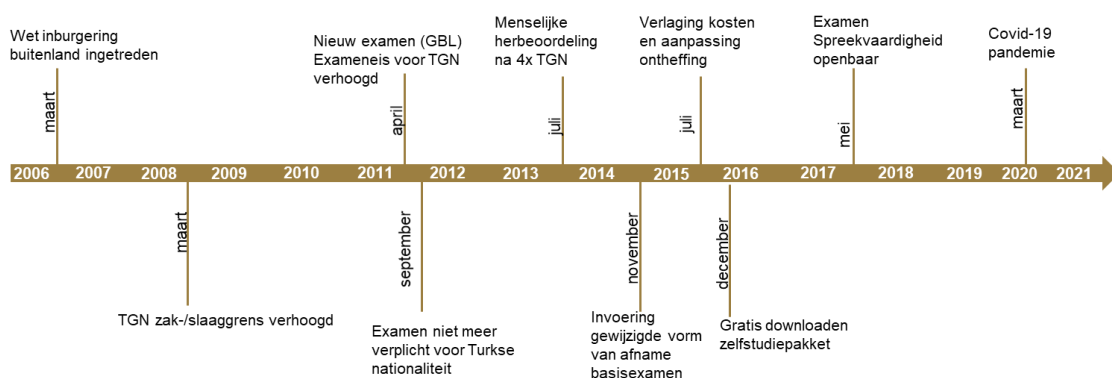 Wet inburgering
buitenland ingetreden
Nieuw examen (GBL)
Exameneis voor TGN
verhoogd
Menselijke
herbeoordeling
na 4x TGN
Verlaging kosten
en aanpassing
ontheffing
Examen
Spreekvaardigheid
openbaar
Covid-19
pandemie
maart
april
juli
juli
mei
maart
2006 2007 2008 2009 2010 2011 2012 2013 2014 2015 2016 2017 2018 2019 2020 2021
maart
september
november
december
TGN zak-/slaaggrens verhoogd
Examen niet meer
verplicht voor Turkse
nationaliteit
Invoering
gewijzigde vorm
van afname
basisexamen
Gratis downloaden
zelfstudiepakket